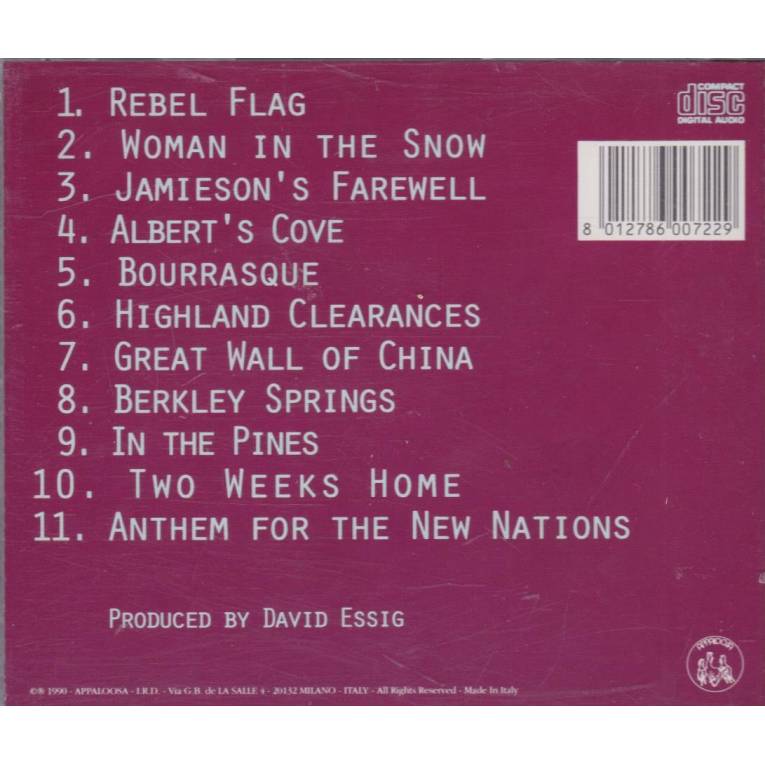 1. REBEL FLAG
COMPACT
disc
DIGITAL AUDIO
2. WOMAN IN THE SNOW
3. JAMIESON'S FAREWELL
4. ALBERT'S COVE
8 012786 007229
5. BOURRASQUE
6. HIGHLAND CLEARANCES
7. GREAT WALL OF CHINA
8. BERKLEY SPRINGS
9. IN THE PINES
10. TWO WEEKS HOME
11. ANTHEM FOR THE NEW NATIONS
PRODUCED BY DAVID ESSIG
APPALOOSA
©℗ 1990 - APPALOOSA - I.R.D. - Via G.B. de LA SALLE 4 - 20132 MILANO - ITALY - All Rights Reserved - Made In Italy